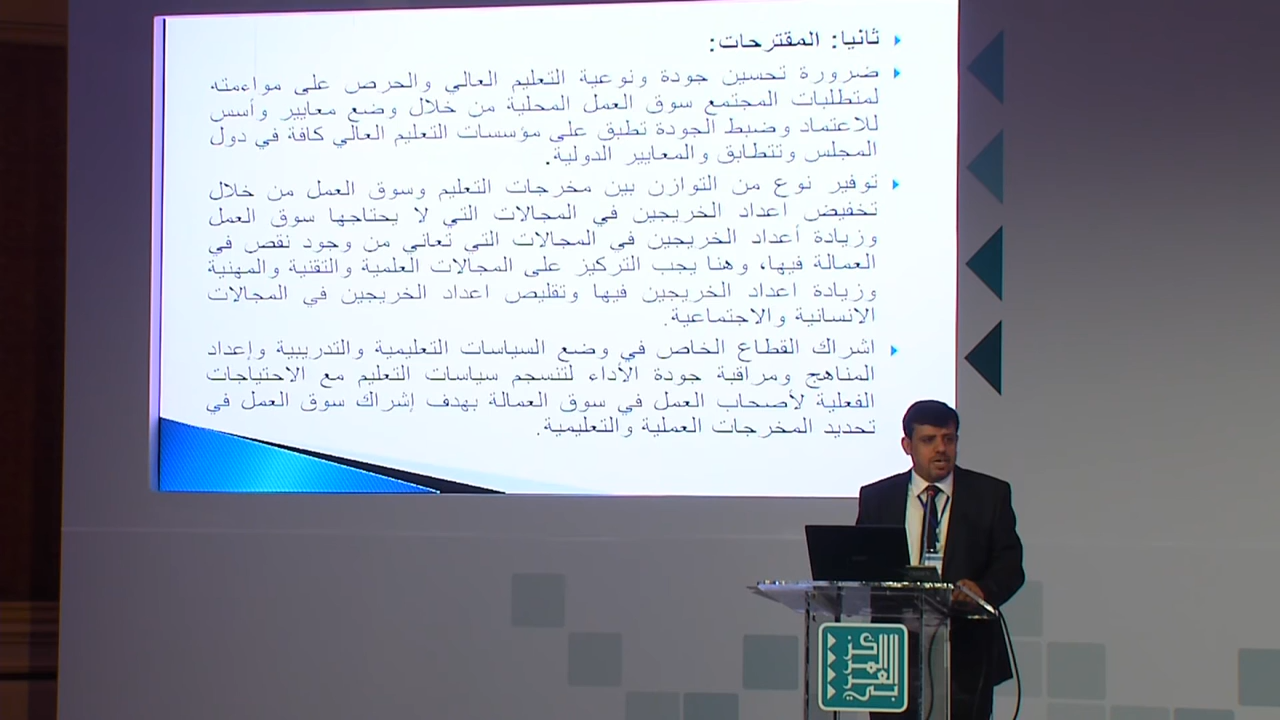 ثانيا: المقترحات:
ضرورة تحسين جودة ونوعية التعليم العالي والحرص على مواءمته
لمتطلبات المجتمع سوق العمل المحلية من خلال وضع معايير وأسس
للاعتماد وضبط الجودة تطبق على مؤسسات التعليم العالي كافة في دول
المجلس وتتطابق والمعايير الدولية.
توفير نوع من التوازن بين مخرجات التعليم وسوق العمل من خلال
تخفيض اعداد الخريجين في المجالات التي لا يحتاجها سوق العمل
وزيادة أعداد الخريجين في المجالات التي تعاني من وجود نقص في
العمالة فيها، وهنا يجب التركيز على المجالات العلمية والتقنية والمهنية
وزيادة اعداد الخريجين فيها وتقليص اعداد الخريجين في المجالات
الانسانية والاجتماعية.
اشراك القطاع الخاص في وضع السياسات التعليمية والتدريبية وإعداد
المناهج ومراقبة جودة الأداء لتنسجم سياسات التعليم مع الاحتياجات
الفعلية لأصحاب العمل في سوق العمالة بهدف إشراك سوق العمل في
تحديد المخرجات العملية والتعليمية.
المركز العربي